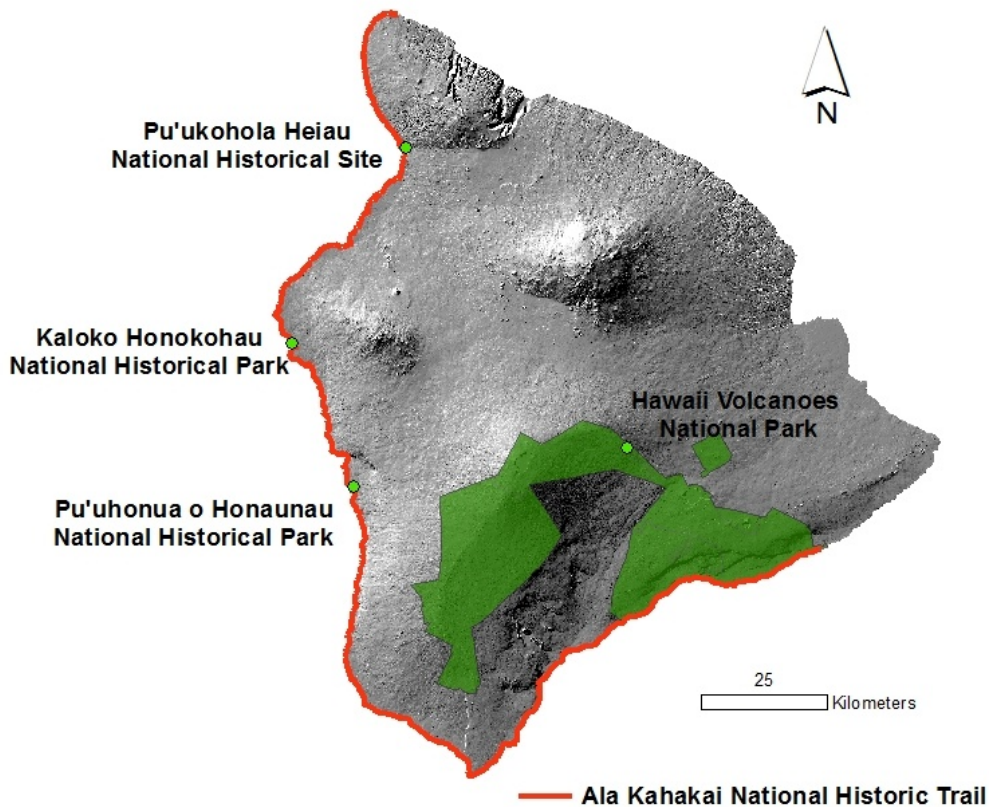 N
Pu'ukohola Heiau
National Historical Site
Kaloko Honokohau
National Historical Park
Hawaii Volcanoes
National Park
Pu'uhonua o Honaunau
National Historical Park
25
Kilometers
Ala Kahakai National Historic Trail